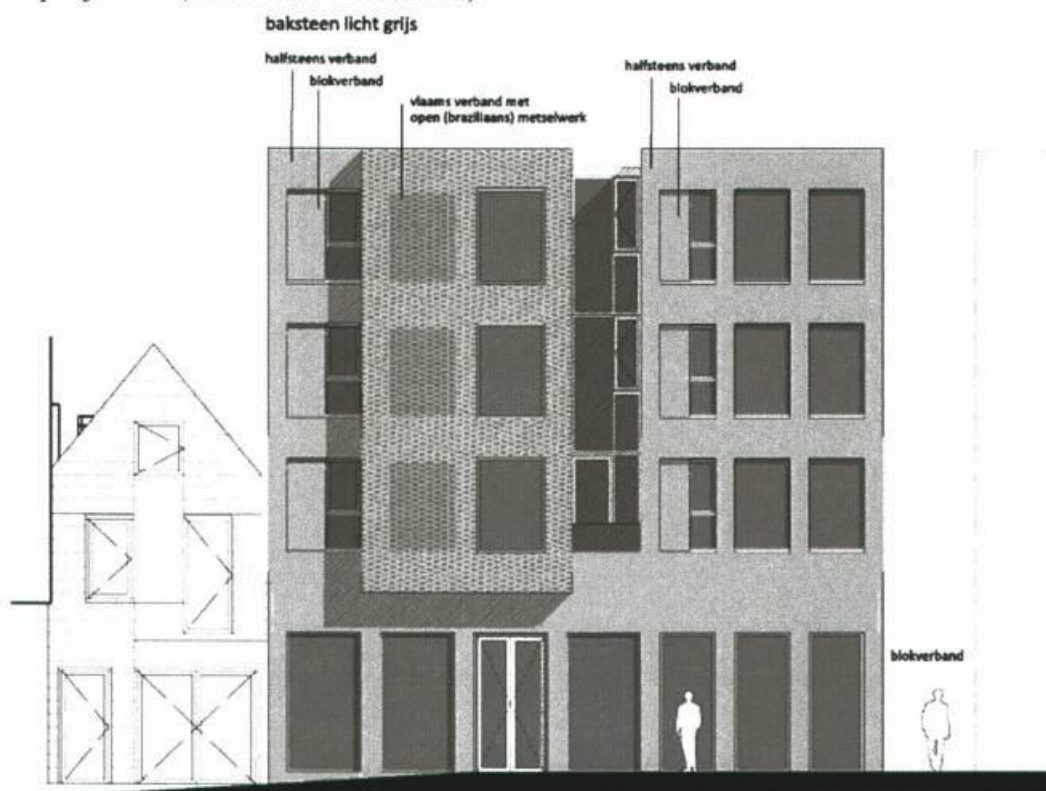 baksteen licht grijs
halfsteens verband
blokverband
vlaams verband met
open (braziliaans) metselwerk
halfsteens verband
blokverband
blokverband